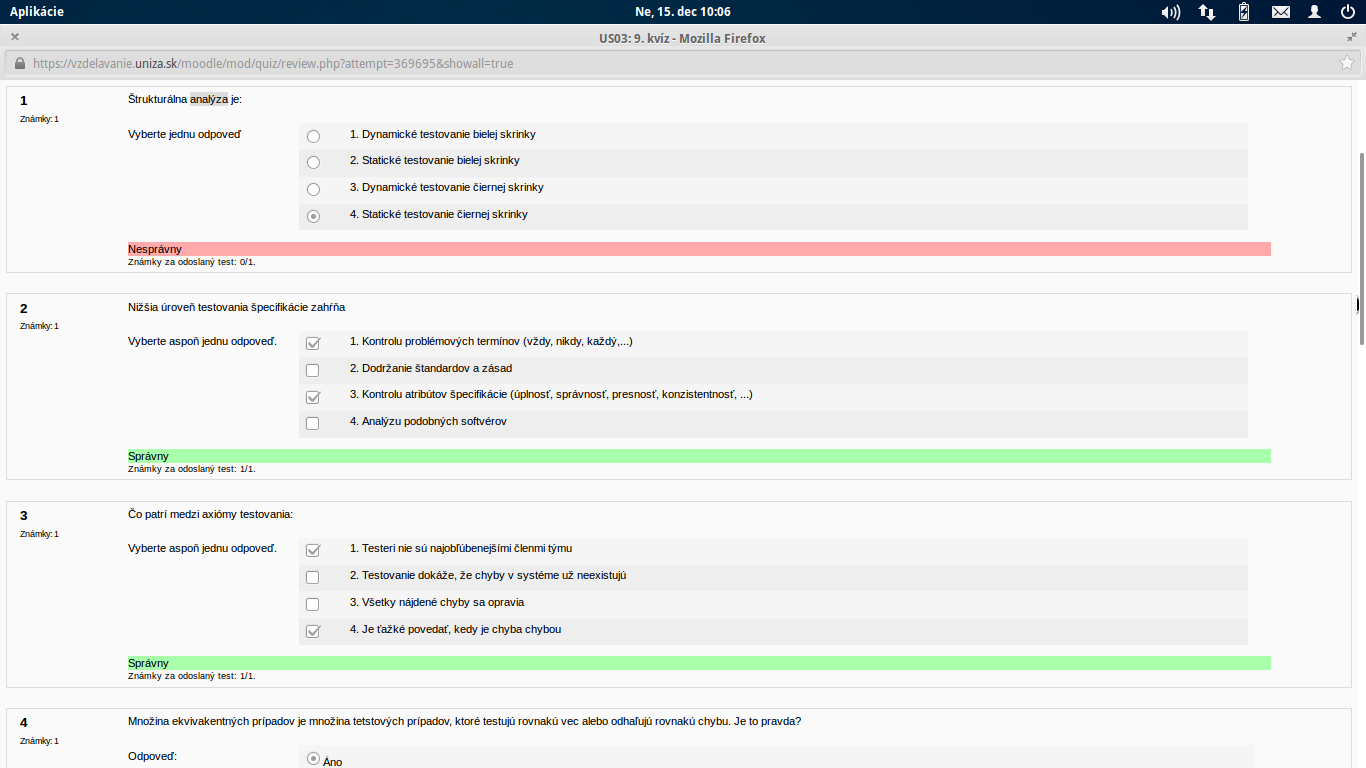 Aplikácie
Ne, 15. dec 10:06
US03: 9. kvíz - Mozilla Firefox
https://vzdelavanie.uniza.sk/moodle/mod/quiz/review.php?attempt=369695&showall=true
1
Štrukturálna analýza je:
Známky: 1
Vyberte jednu odpoveď
1. Dynamické testovanie bielej skrinky
2. Statické testovanie bielej skrinky
3. Dynamické testovanie čiernej skrinky
4. Statické testovanie čiernej skrinky
Nesprávny
Známky za odoslaný test: 0/1.
2
Nižšia úroveň testovania špecifikácie zahŕňa
Známky: 1
Vyberte aspoň jednu odpoveď.
1. Kontrolu problémových termínov (vždy, nikdy, každý,...)
2. Dodržanie štandardov a zásad
3. Kontrolu atribútov špecifikácie (úplnosť, správnosť, presnosť, konzistentnosť, ...)
4. Analýzu podobných softvérov
Správny
Známky za odoslaný test: 1/1.
3
Čo patrí medzi axiómy testovania:
Známky: 1
Vyberte aspoň jednu odpoveď.
1. Testeri nie sú najobľúbenejšími členmi týmu
2. Testovanie dokáže, že chyby v systéme už neexistujú
3. Všetky nájdené chyby sa opravia
4. Je ťažké povedať, kedy je chyba chybou
Správny
Známky za odoslaný test: 1/1.
4
Množina ekvivakentných prípadov je množina tetstových prípadov, ktoré testujú rovnakú vec alebo odhaľujú rovnakú chybu. Je to pravda?
Známky: 1
Odpoveď:
Áno